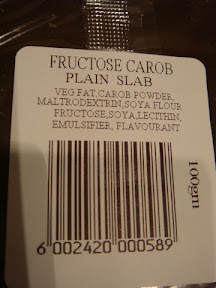 FRUCTOSE CAROB
PLAIN SLAB
VEG.FAT.CAROB POWDER,
MALTRODEXTRIN,SOYA FLOUR
FRUCTOSE,SOYA,LECITHIN,
EMULSIFIER, FLAVOURANT
100gm
6 002420 000589